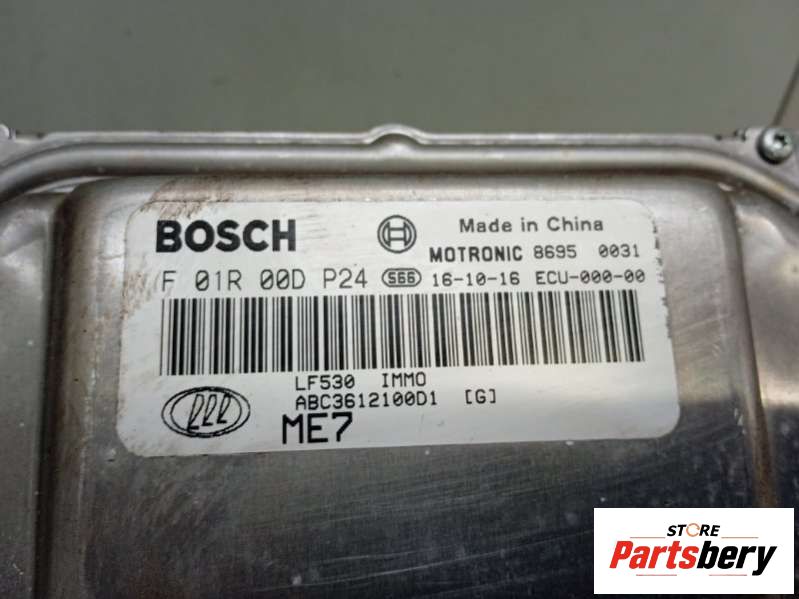 BOSCH
Made in China
MOTRONIC 8695 0031
F 01R 00D P24 S66 16-10-16 ECU-000-00
LF530 IMMO
ABC3612100D1 [G]
ME7
STORE
Partsbery